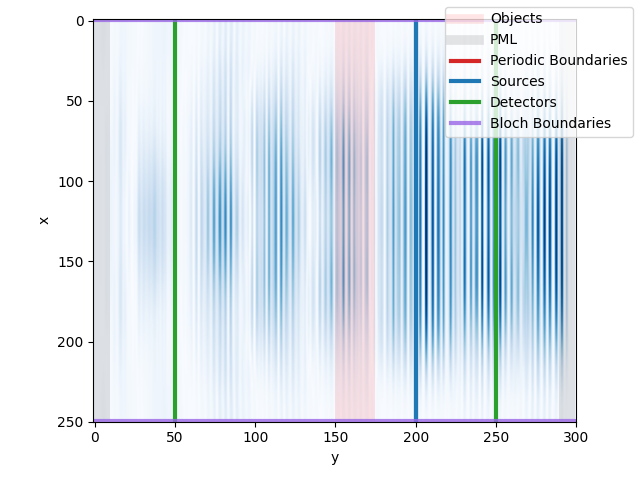 Objects
PML
Periodic Boundaries
Sources
Detectors
Bloch Boundaries
0
50
100
150
200
250
x
0
50
100
150
200
250
300
y